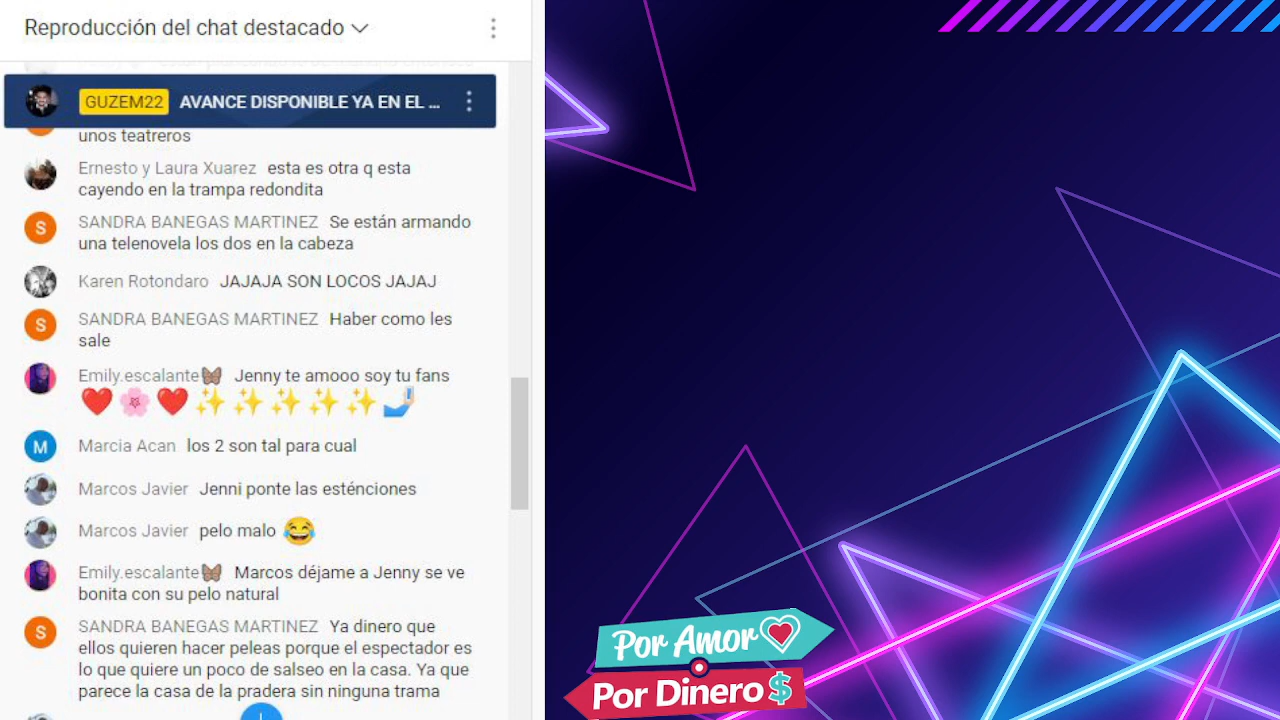 Reproducción del chat destacado
GUZEM22 AVANCE DISPONIBLE YA EN EL ...
unos teatreros
Ernesto y Laura Xuarez esta es otra q esta
cayendo en la trampa redondita
SANDRA BANEGAS MARTINEZ Se están armando
una telenovela los dos en la cabeza
Karen Rotondaro JAJAJA SON LOCOS JAJAJ
SANDRA BANEGAS MARTINEZ Haber como les
sale
Emily.escalante🦋 Jenny te amooo soy tu fans
❤️🌸❤️✨✨✨✨✨🤳
Marcia Acan los 2 son tal para cual
Marcos Javier Jenni ponte las esténciones
Marcos Javier pelo malo 😂
Emily.escalante🦋 Marcos déjame a Jenny se ve
bonita con su pelo natural
SANDRA BANEGAS MARTINEZ Ya dinero que
ellos quieren hacer peleas porque el espectador es
lo que quiere un poco de salseo en la casa. Ya que
parece la casa de la pradera sin ninguna trama
Por Amor
Por Dinero $